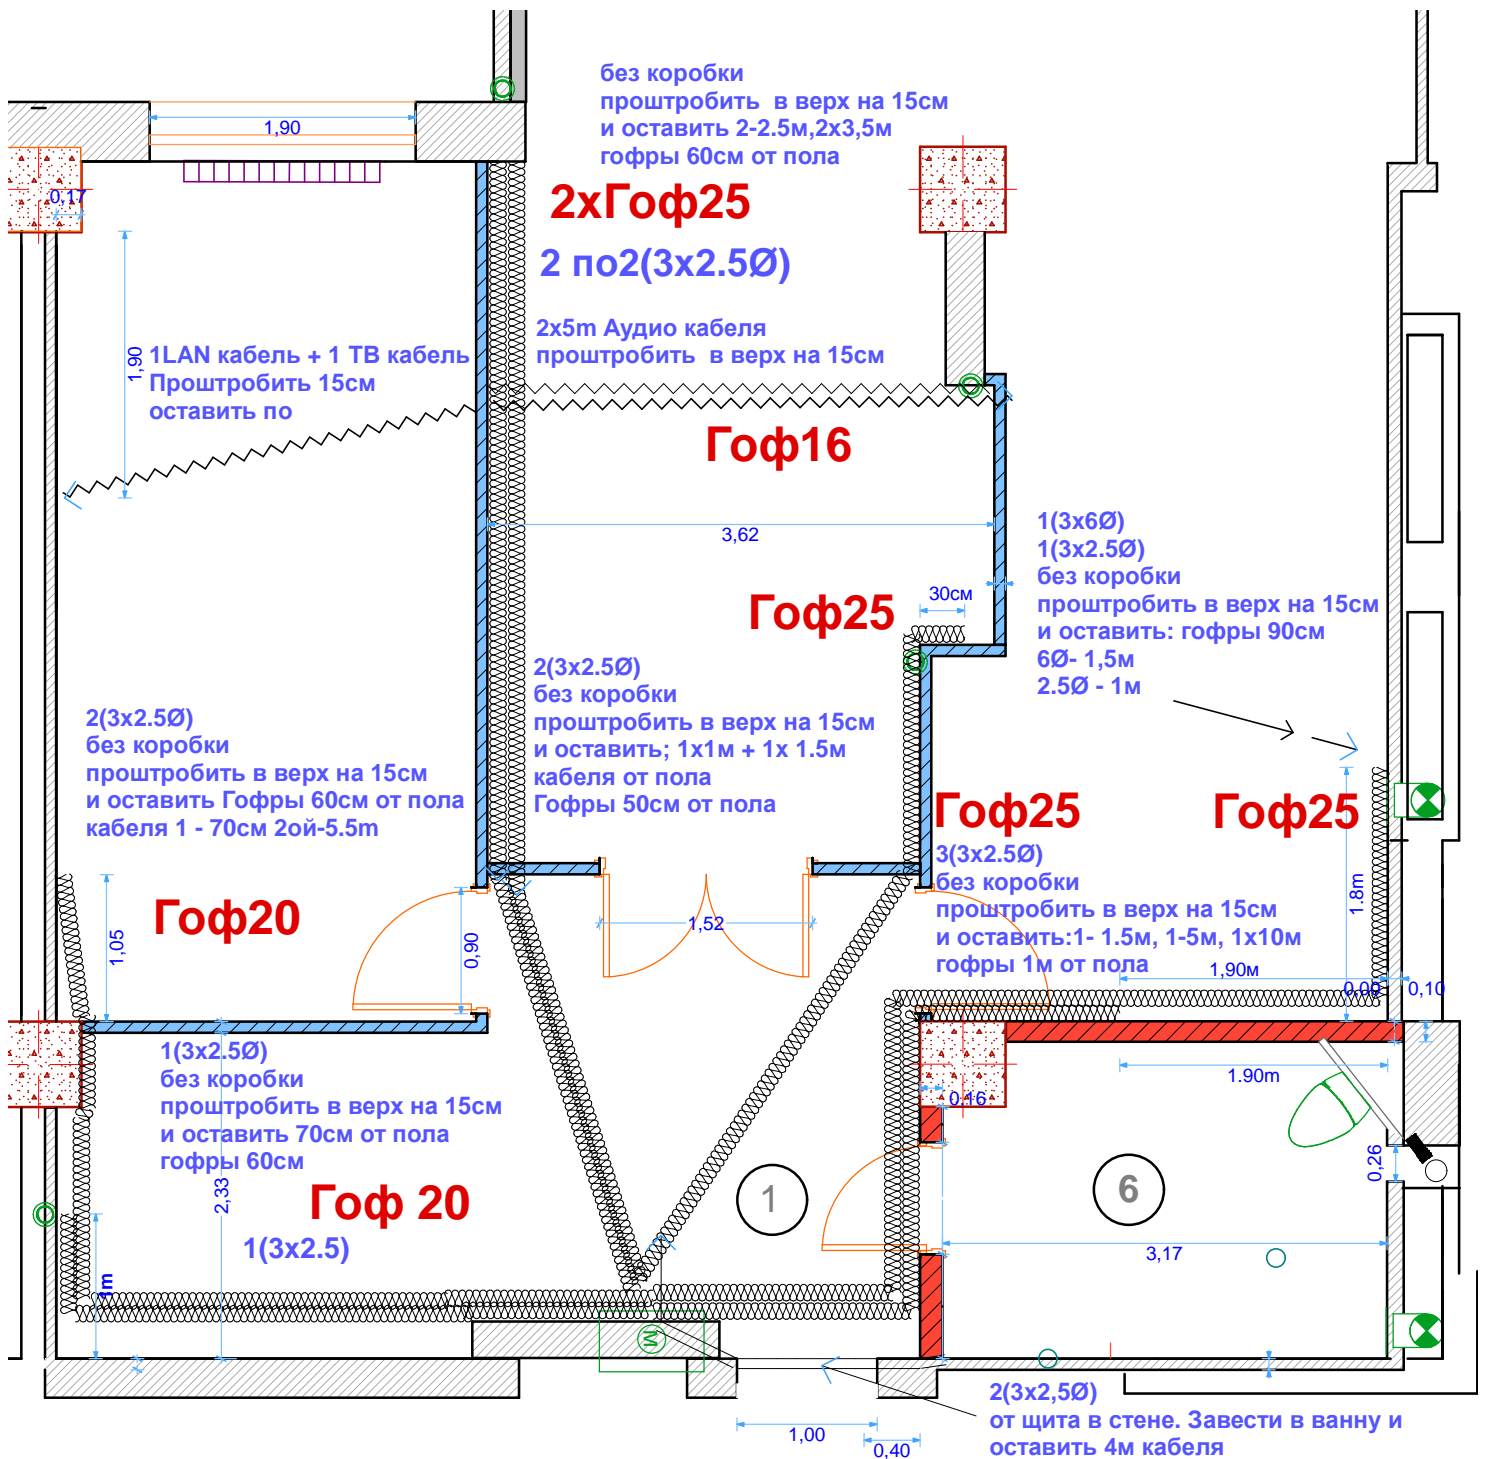 без коробки
проштробить в верх на 15см
и оставить 2-2.5м,2х3,5м
гофры 60см от пола
1,90
2хГоф25
0,17
2 по2(3х2.5Ø)
2х5m Аудио кабеля
проштробить в верх на 15см
1,90
1LAN кабель + 1 ТВ кабель
Проштробить 15см
оставить по
Гоф16
3,62
1(3х6Ø)
1(3х2.5Ø)
без коробки
проштробить в верх на 15см
и оставить: гофры 90см
6Ø- 1,5м
2.5Ø - 1м
30см
Гоф25
2(3х2.5Ø)
без коробки
проштробить в верх на 15см
и оставить; 1х1м + 1х 1.5м
кабеля от пола
Гофры 50см от пола
2(3х2.5Ø)
без коробки
проштробить в верх на 15см
и оставить Гофры 60см от пола
кабеля 1 - 70см 2ой-5.5m
Гоф25
Гоф25
3(3х2.5Ø)
без коробки
проштробить в верх на 15см
и оставить:1- 1.5м, 1-5м, 1х10м
гофры 1м от пола
1.8m
Гоф20
1,05
0,90
1,52
1,90м
0,00
0,10
1(3х2.5Ø)
без коробки
проштробить в верх на 15см
и оставить 70см от пола
гофры 60см
1.90m
0,16
0,26
2,33
Гоф 20
1
6
1(3х2.5)
3,17
1m
M
2(3х2,5Ø)
от щита в стене. Завести в ванну и
оставить 4м кабеля
1,00
0,40